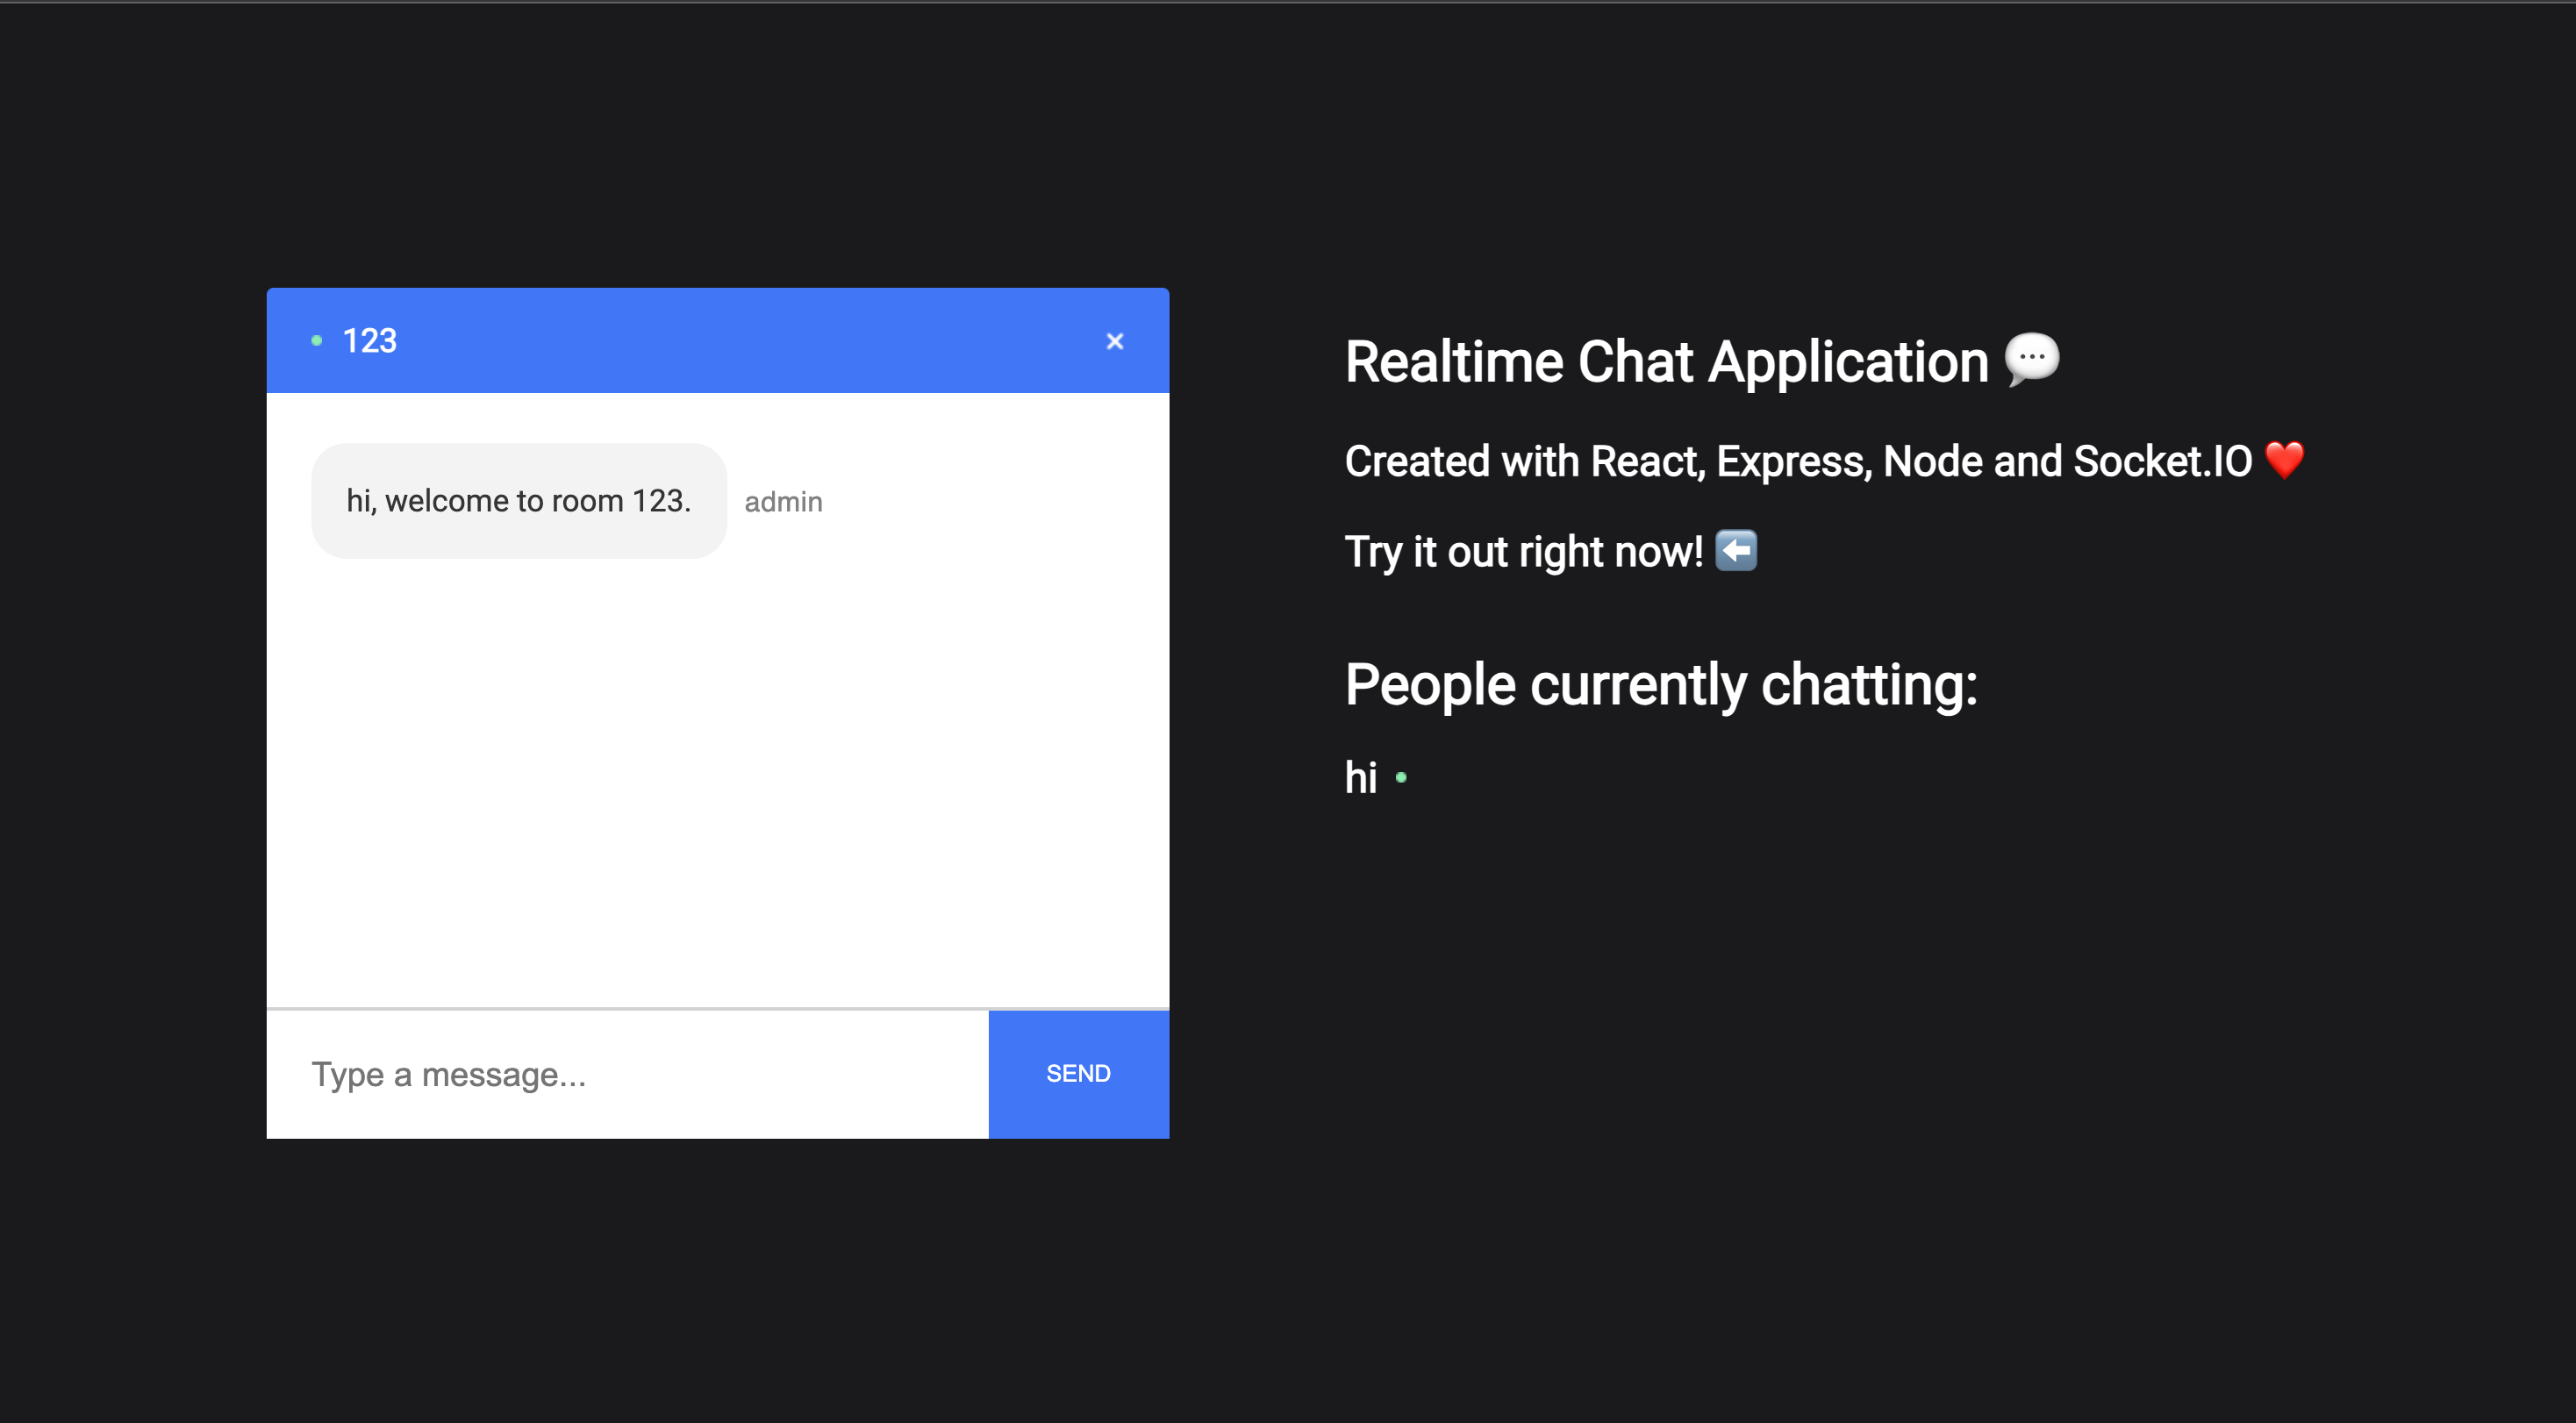 123
hi, welcome to room 123. admin
Type a message...
SEND
Realtime Chat Application 💬
Created with React, Express, Node and Socket.IO ❤️
Try it out right now! ⬅️
People currently chatting:
hi